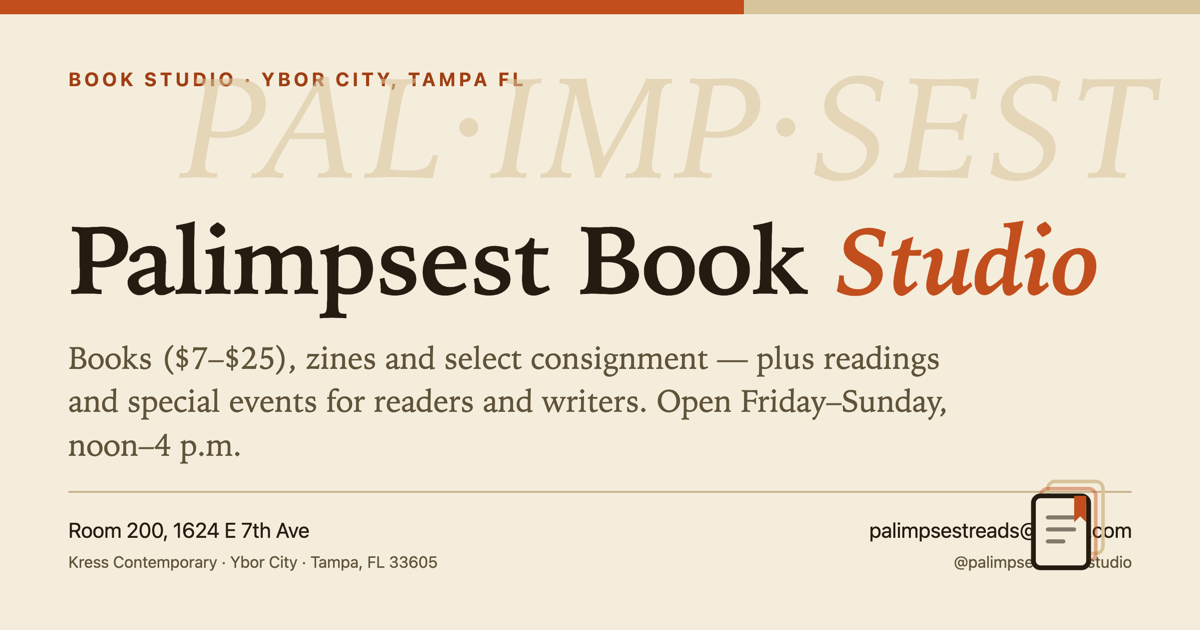 BOOK STUDIO · YBOR CITY, TAMPA FL
PAL·IMP·SEST
Palimpsest Book Studio
Books ($7–$25), zines and select consignment — plus readings
and special events for readers and writers. Open Friday–Sunday,
noon–4 p.m.
Room 200, 1624 E 7th Ave
Kress Contemporary · Ybor City · Tampa, FL 33605
palimpsestreads@ .com
@palimpse studio